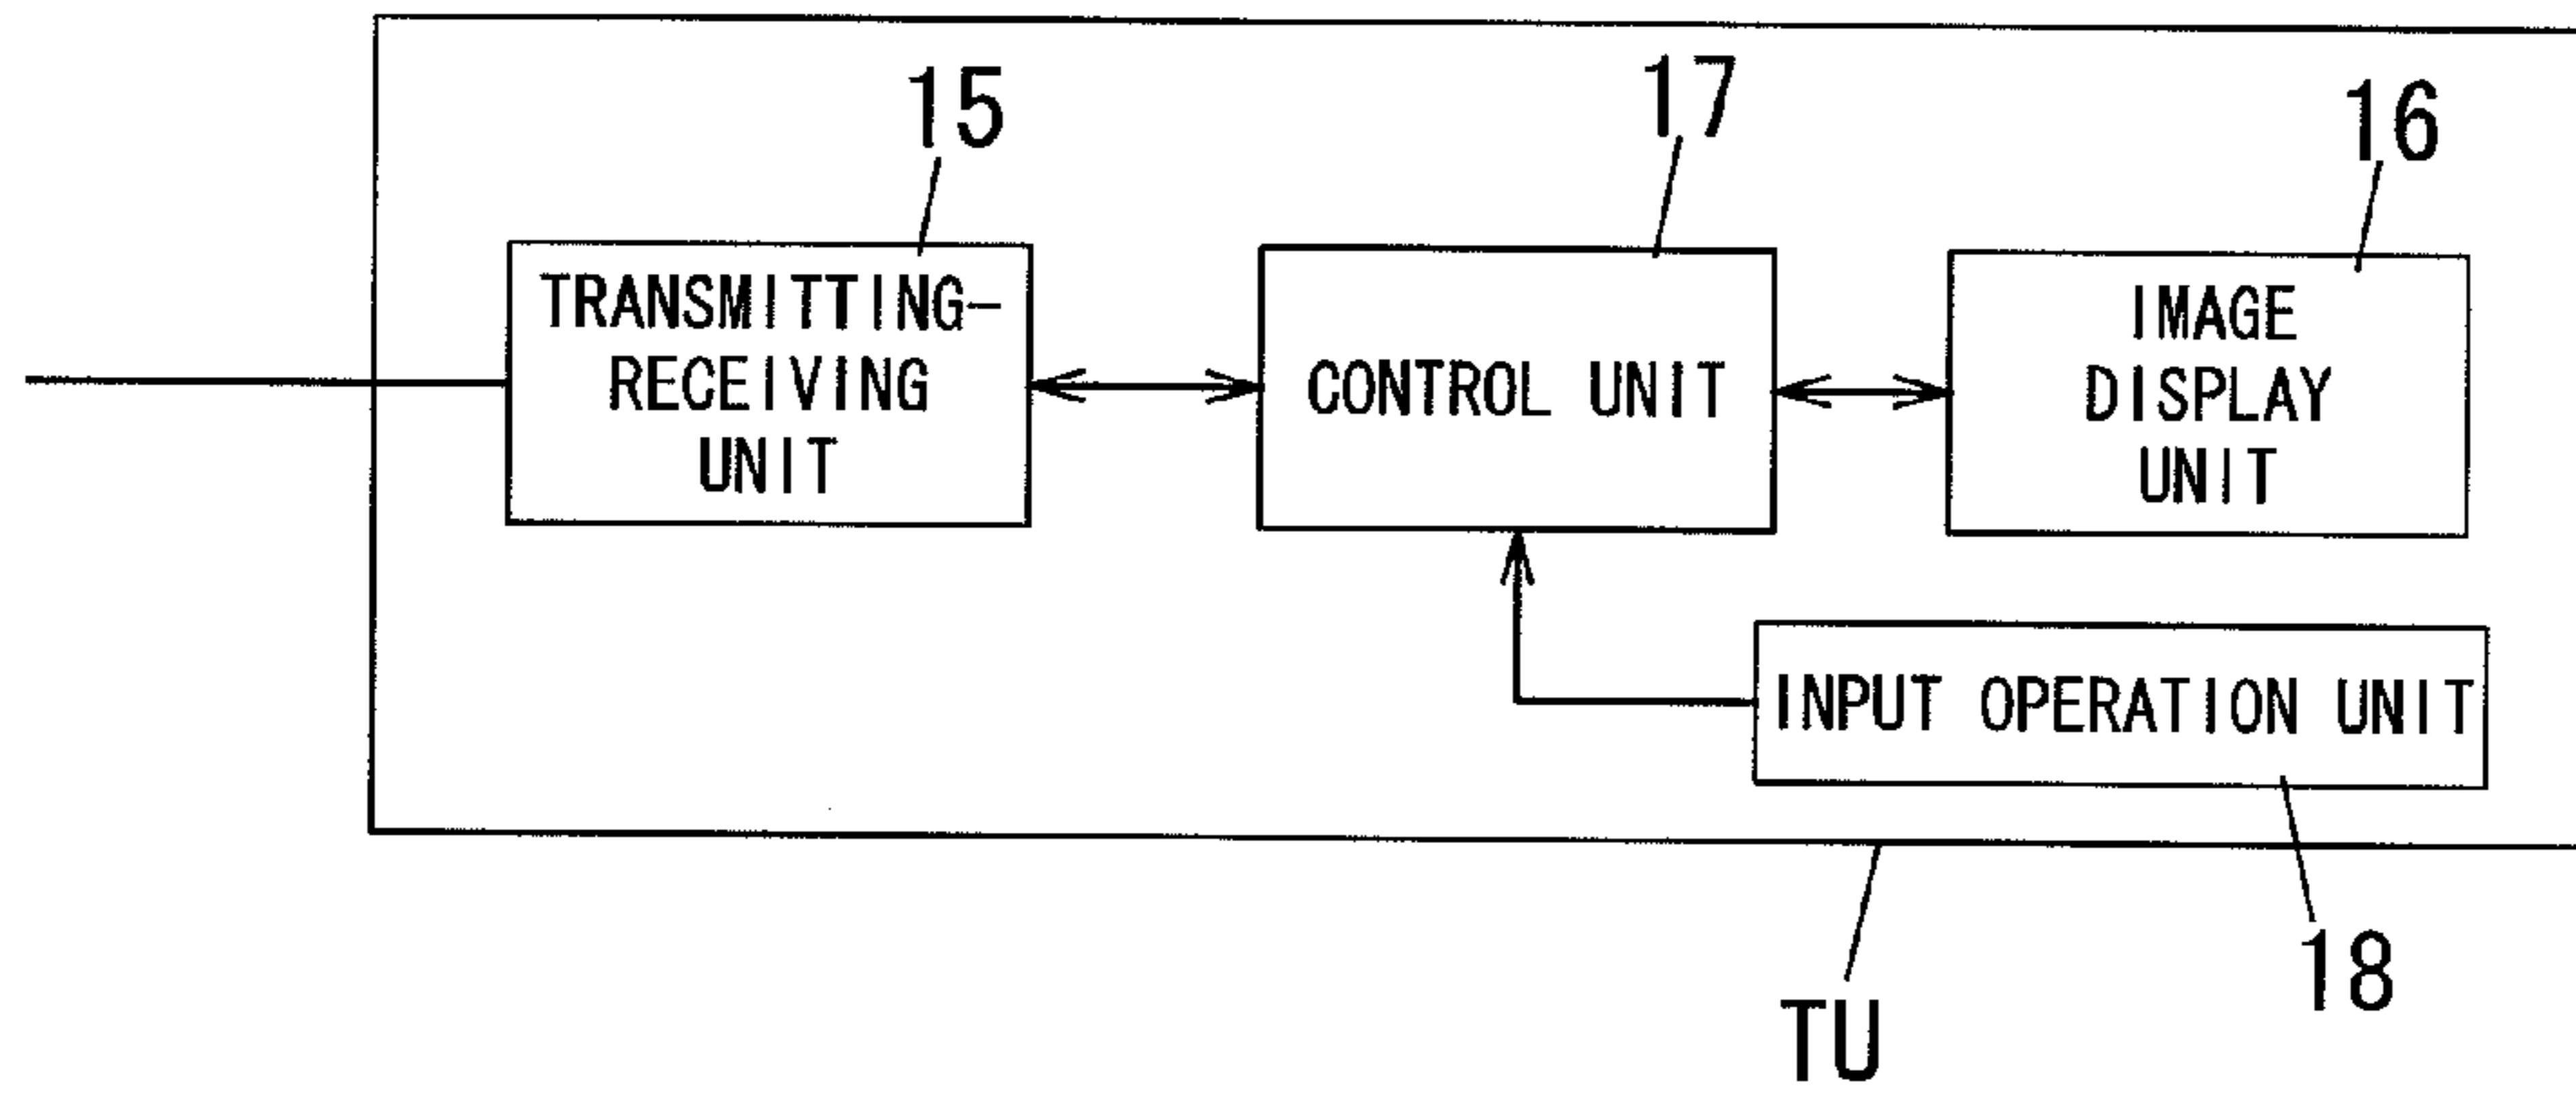 15
17
16
TRANSMITTING-
RECEIVING
UNIT
CONTROL UNIT
IMAGE
DISPLAY
UNIT
INPUT OPERATION UNIT
18
TU